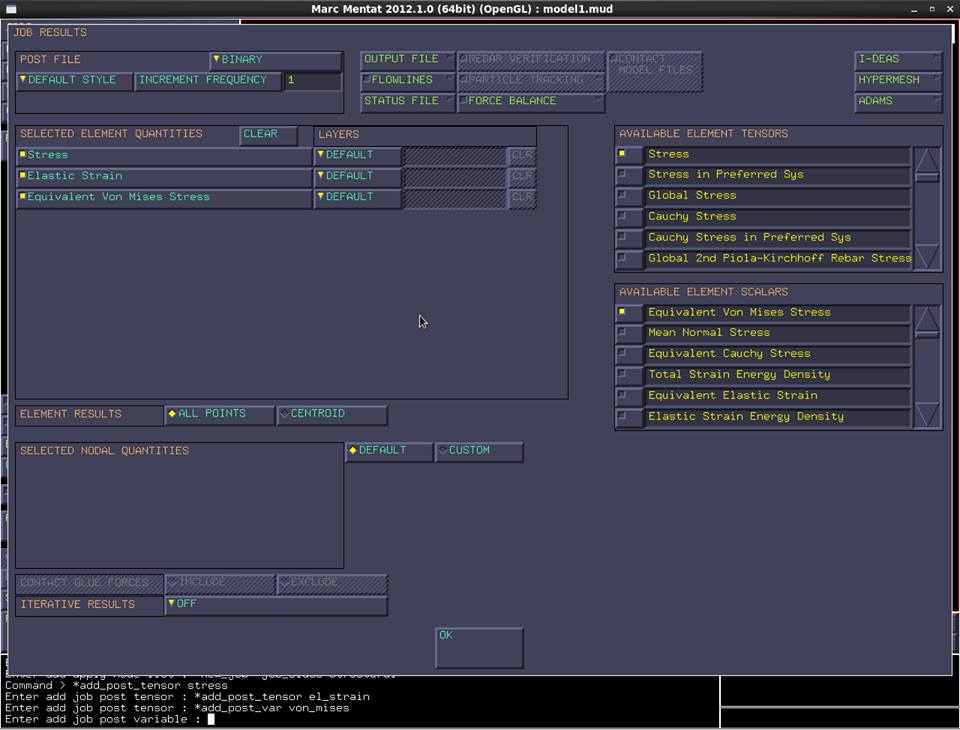 Marc Mentat 2012.1.0 (64bit) (OpenGL) : model1.mud
JOB RESULTS
POST FILE
BINARY
DEFAULT STYLE
INCREMENT FREQUENCY
1
OUTPUT FILE
REBAR VERIFICATION
CONTACT
MODEL FILES
FLOWLINES
PARTICLE TRACKING
STATUS FILE
FORCE BALANCE
I-DEAS
HYPERMESH
ADAMS
SELECTED ELEMENT QUANTITIES
CLEAR
LAYERS
Stress
DEFAULT
CLR
Elastic Strain
DEFAULT
CLR
Equivalent Von Mises Stress
DEFAULT
CLR
AVAILABLE ELEMENT TENSORS
Stress
Stress in Preferred Sys
Global Stress
Cauchy Stress
Cauchy Stress in Preferred Sys
Global 2nd Piola-Kirchhoff Rebar Stress
AVAILABLE ELEMENT SCALARS
Equivalent Von Mises Stress
Mean Normal Stress
Equivalent Cauchy Stress
Total Strain Energy Density
Equivalent Elastic Strain
Elastic Strain Energy Density
ELEMENT RESULTS
ALL POINTS
CENTROID
SELECTED NODAL QUANTITIES
DEFAULT
CUSTOM
CONTACT GLUE FORCES
INCLUDE
EXCLUDE
ITERATIVE RESULTS
OFF
OK
Command > *add_post_tensor stress
Enter add job post tensor : *add_post_tensor el_strain
Enter add job post tensor : *add_post_var von_mises
Enter add job post variable :